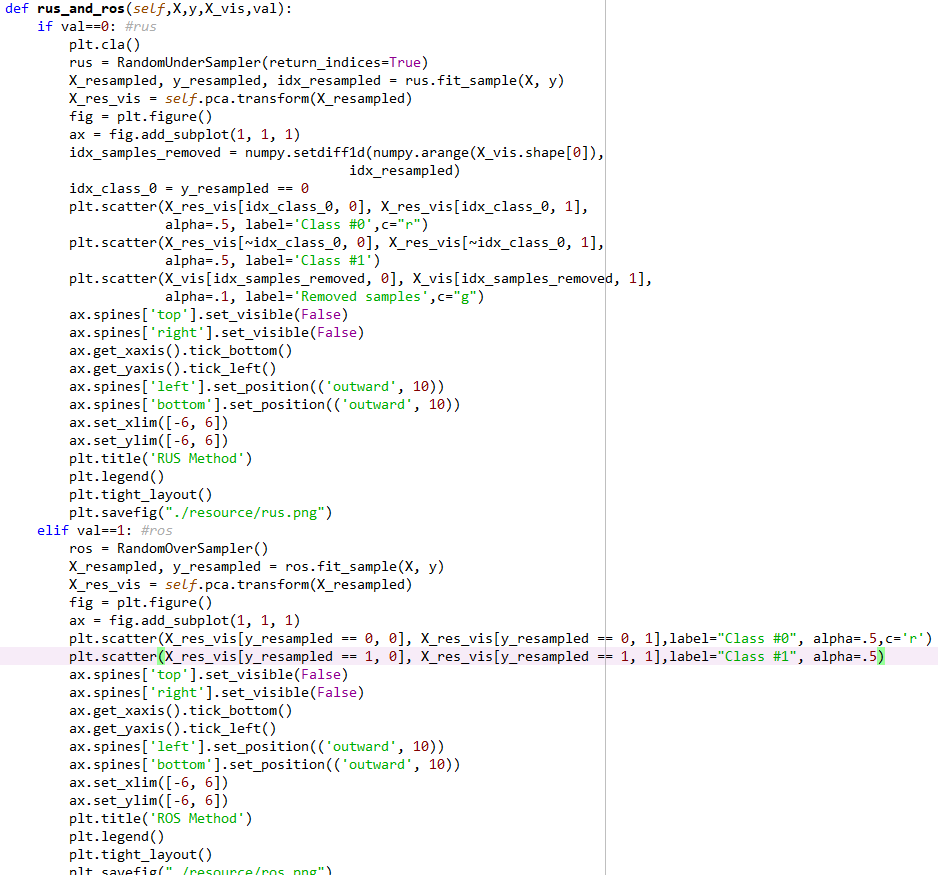 def rus_and_ros(self,X,y,X_vis,val):
    if val==0: #rus
        plt.cla()
        rus = RandomUnderSampler(return_indices=True)
        X_resampled, y_resampled, idx_resampled = rus.fit_sample(X, y)
        X_res_vis = self.pca.transform(X_resampled)
        fig = plt.figure()
        ax = fig.add_subplot(1, 1, 1)
        idx_samples_removed = numpy.setdiff1d(numpy.arange(X_vis.shape[0]),
                                           idx_resampled)
        idx_class_0 = y_resampled == 0
        plt.scatter(X_res_vis[idx_class_0, 0], X_res_vis[idx_class_0, 1],
                    alpha=.5, label='Class #0',c="r")
        plt.scatter(X_res_vis[~idx_class_0, 0], X_res_vis[~idx_class_0, 1],
                    alpha=.5, label='Class #1')
        plt.scatter(X_vis[idx_samples_removed, 0], X_vis[idx_samples_removed, 1],
                    alpha=.1, label='Removed samples',c="g")
        ax.spines['top'].set_visible(False)
        ax.spines['right'].set_visible(False)
        ax.get_xaxis().tick_bottom()
        ax.get_yaxis().tick_left()
        ax.spines['left'].set_position(('outward', 10))
        ax.spines['bottom'].set_position(('outward', 10))
        ax.set_xlim([-6, 6])
        ax.set_ylim([-6, 6])
        plt.title('RUS Method')
        plt.legend()
        plt.tight_layout()
        plt.savefig("./resource/rus.png")
    elif val==1: #ros
        ros = RandomOverSampler()
        X_resampled, y_resampled = ros.fit_sample(X, y)
        X_res_vis = self.pca.transform(X_resampled)
        fig = plt.figure()
        ax = fig.add_subplot(1, 1, 1)
        plt.scatter(X_res_vis[y_resampled == 0, 0], X_res_vis[y_resampled == 0, 1],label="Class #0", alpha=.5,c='r')
        plt.scatter(X_res_vis[y_resampled == 1, 0], X_res_vis[y_resampled == 1, 1],label="Class #1", alpha=.5)
        ax.spines['top'].set_visible(False)
        ax.spines['right'].set_visible(False)
        ax.get_xaxis().tick_bottom()
        ax.get_yaxis().tick_left()
        ax.spines['left'].set_position(('outward', 10))
        ax.spines['bottom'].set_position(('outward', 10))
        ax.set_xlim([-6, 6])
        ax.set_ylim([-6, 6])
        plt.title('ROS Method')
        plt.legend()
        plt.tight_layout()
        plt.savefig("./resource/ros.png")